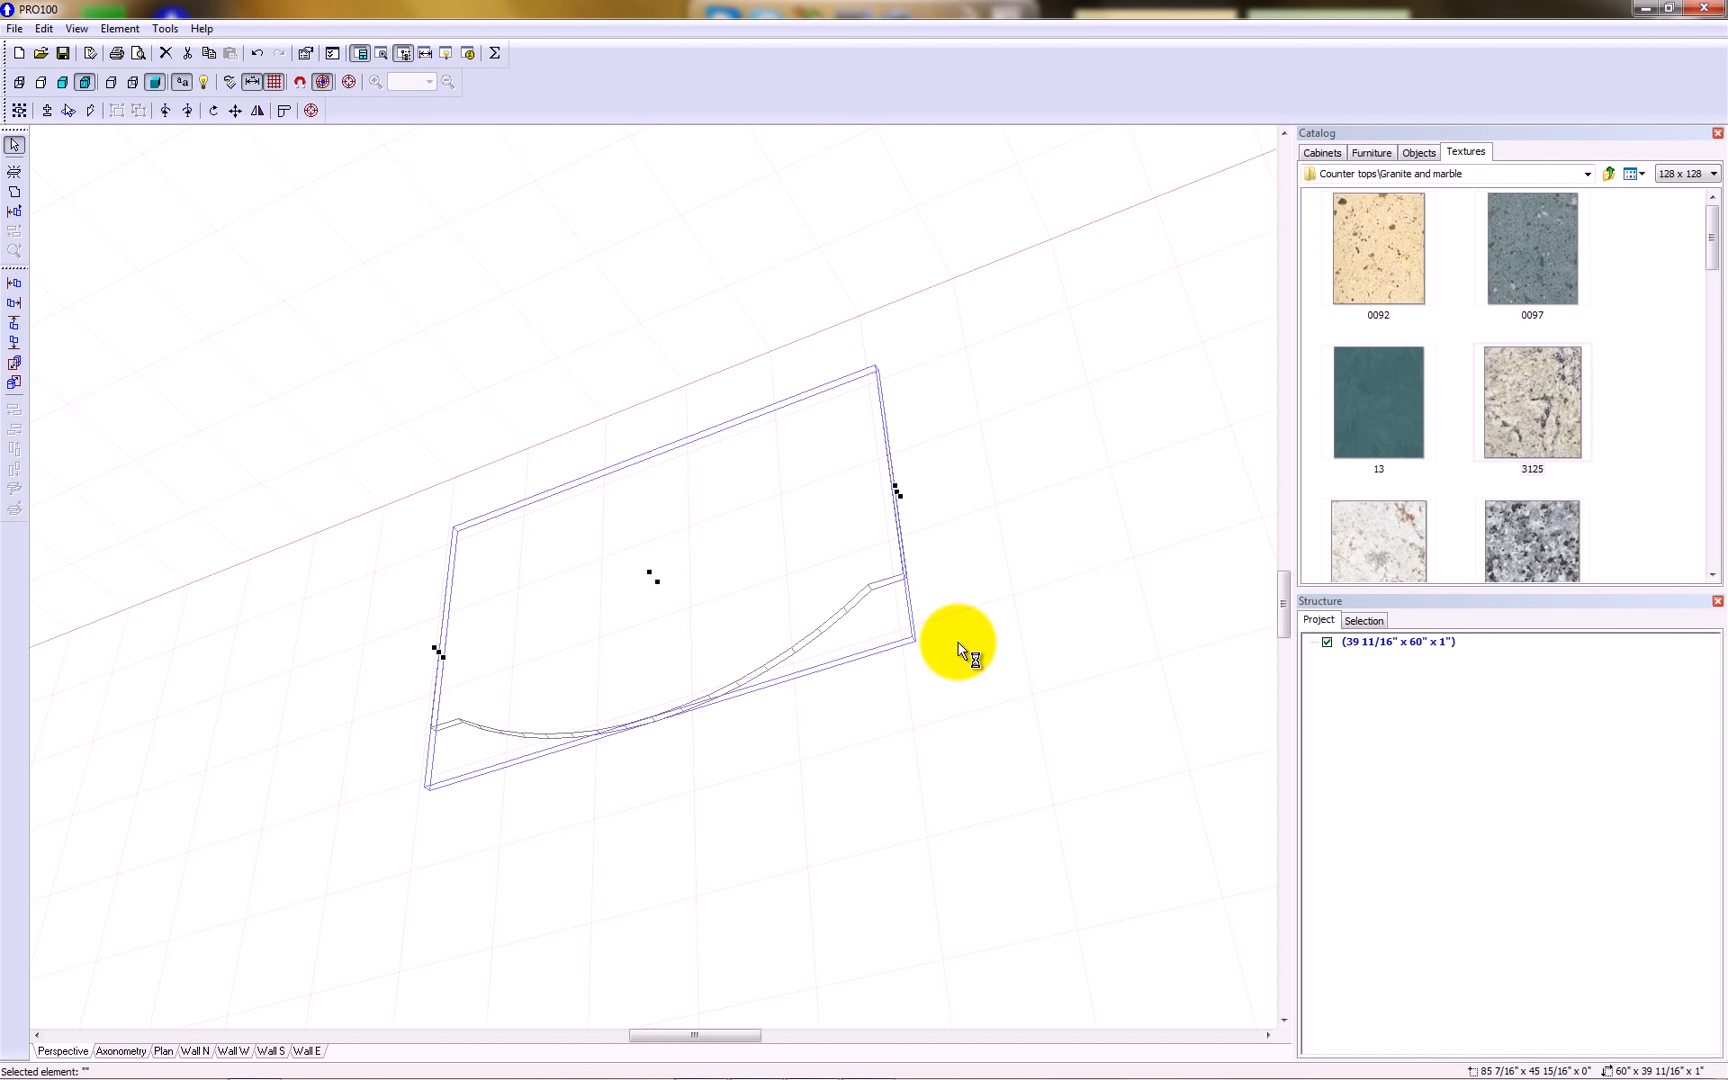 PRO100
File Edit View Element Tools Help
Catalog
Cabinets Furniture Objects Textures
Counter tops\Granite and marble
128 x 128
0092
0097
13
3125
Structure
Project Selection
(39 11/16" x 60" x 1")
Perspective Axonometry Plan Wall N Wall W Wall S Wall E
Selected element: ""
85 7/16" x 45 15/16" x 0"
60" x 39 11/16" x 1"